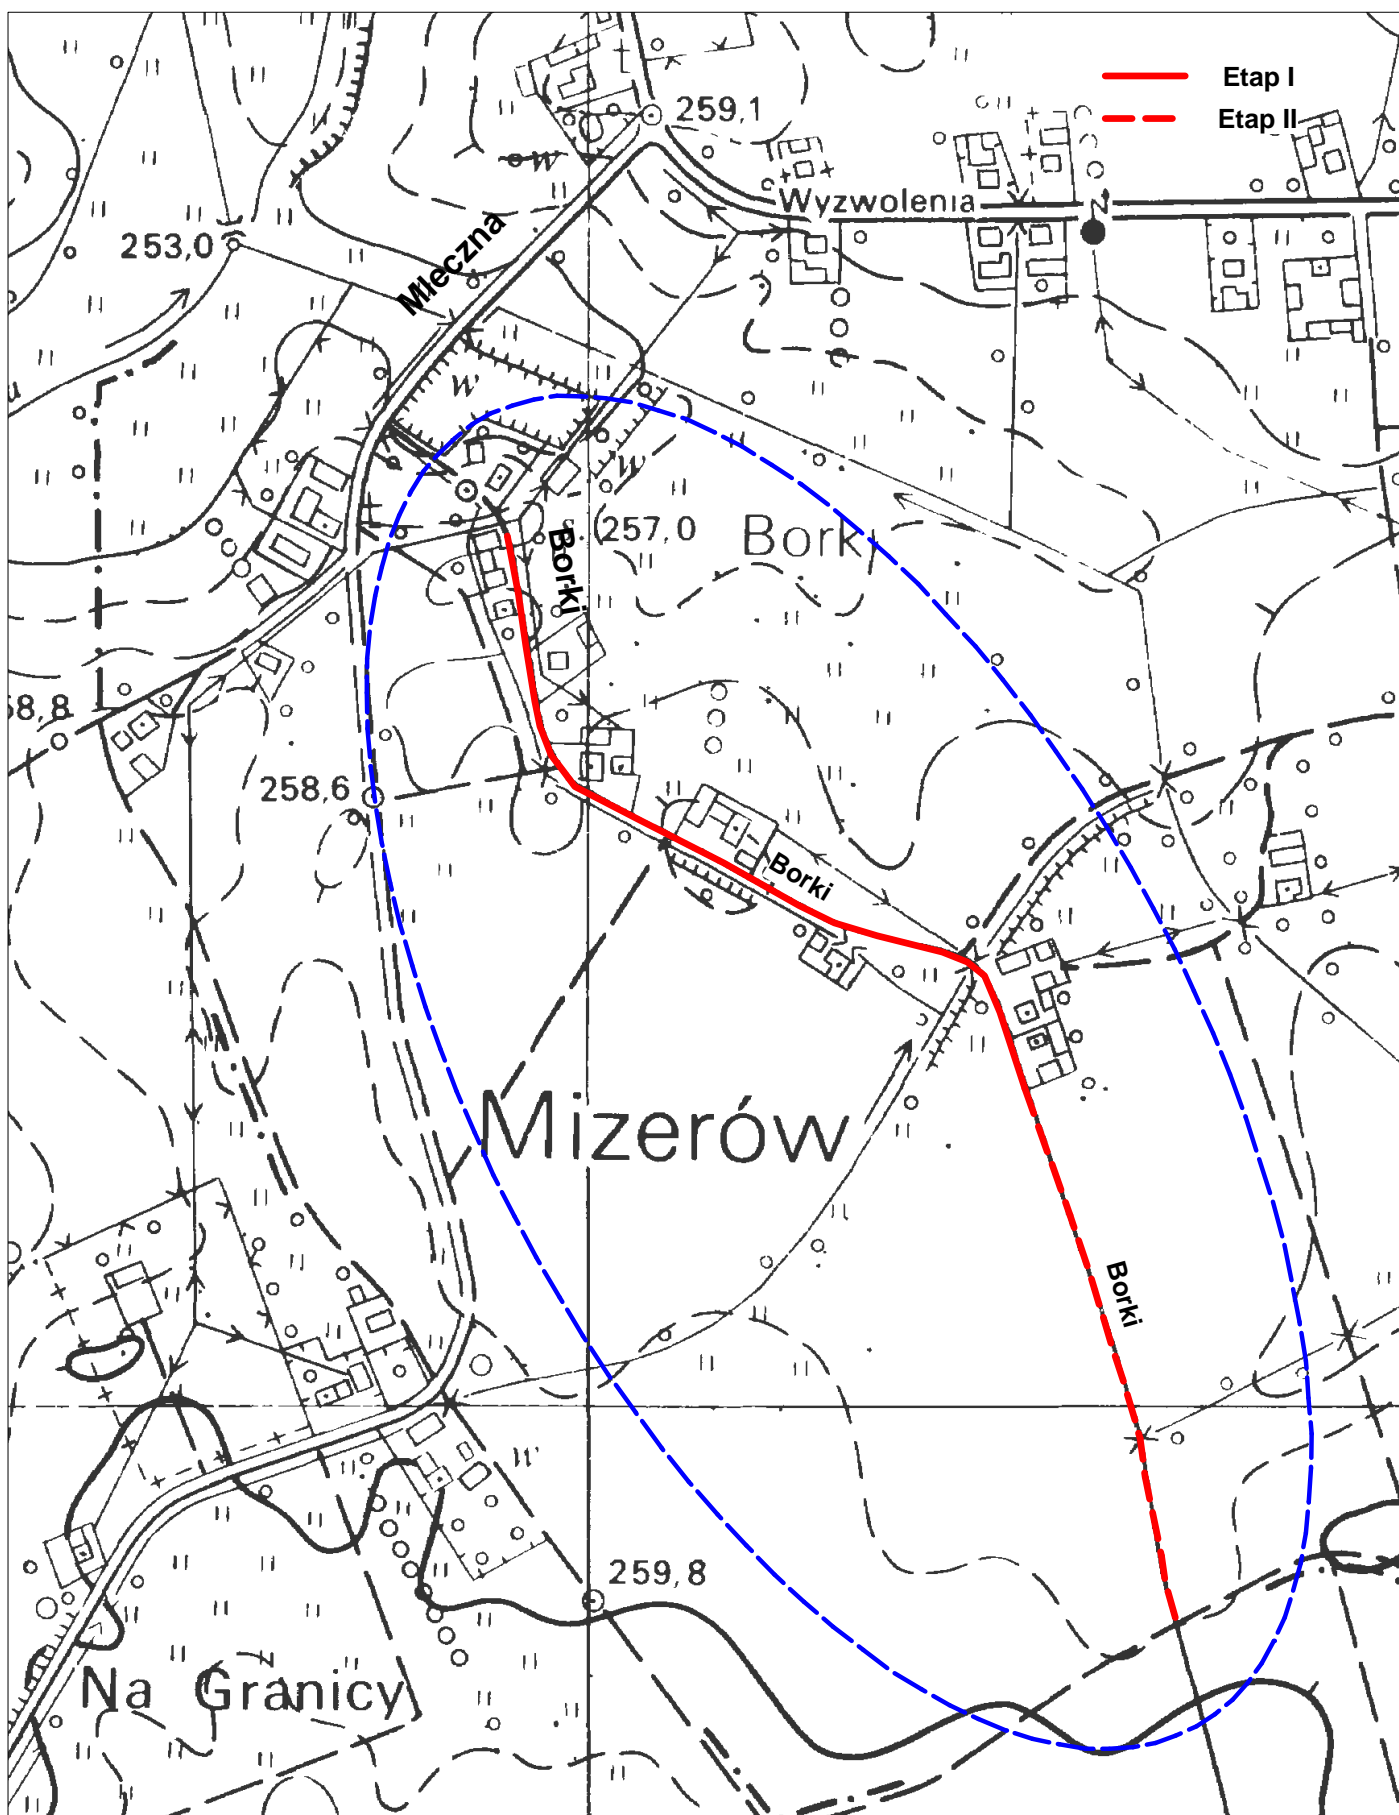 Etap I
259,1
Etap II
W
Wyzwolenia
Mleczna
253,0
W
W
257,0
Borki
Borki
58,8
258,6
Borki
Mizerów
Borki
W
259,8
Na Granicy